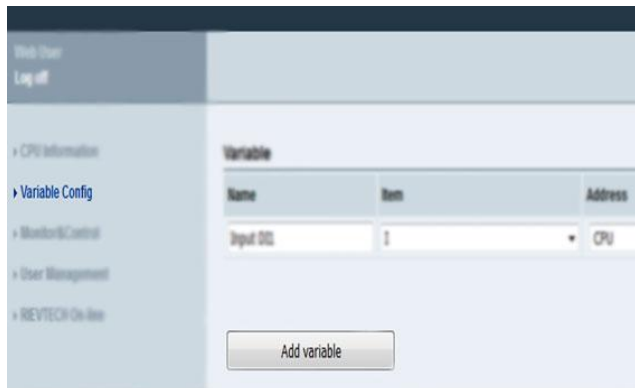 Web User
Log off
CPU Information
Variable Config
Monitor&Control
User Management
RIEVTECH On-line
Variable
Name Item Address
Input DI1 I CPU
Add variable